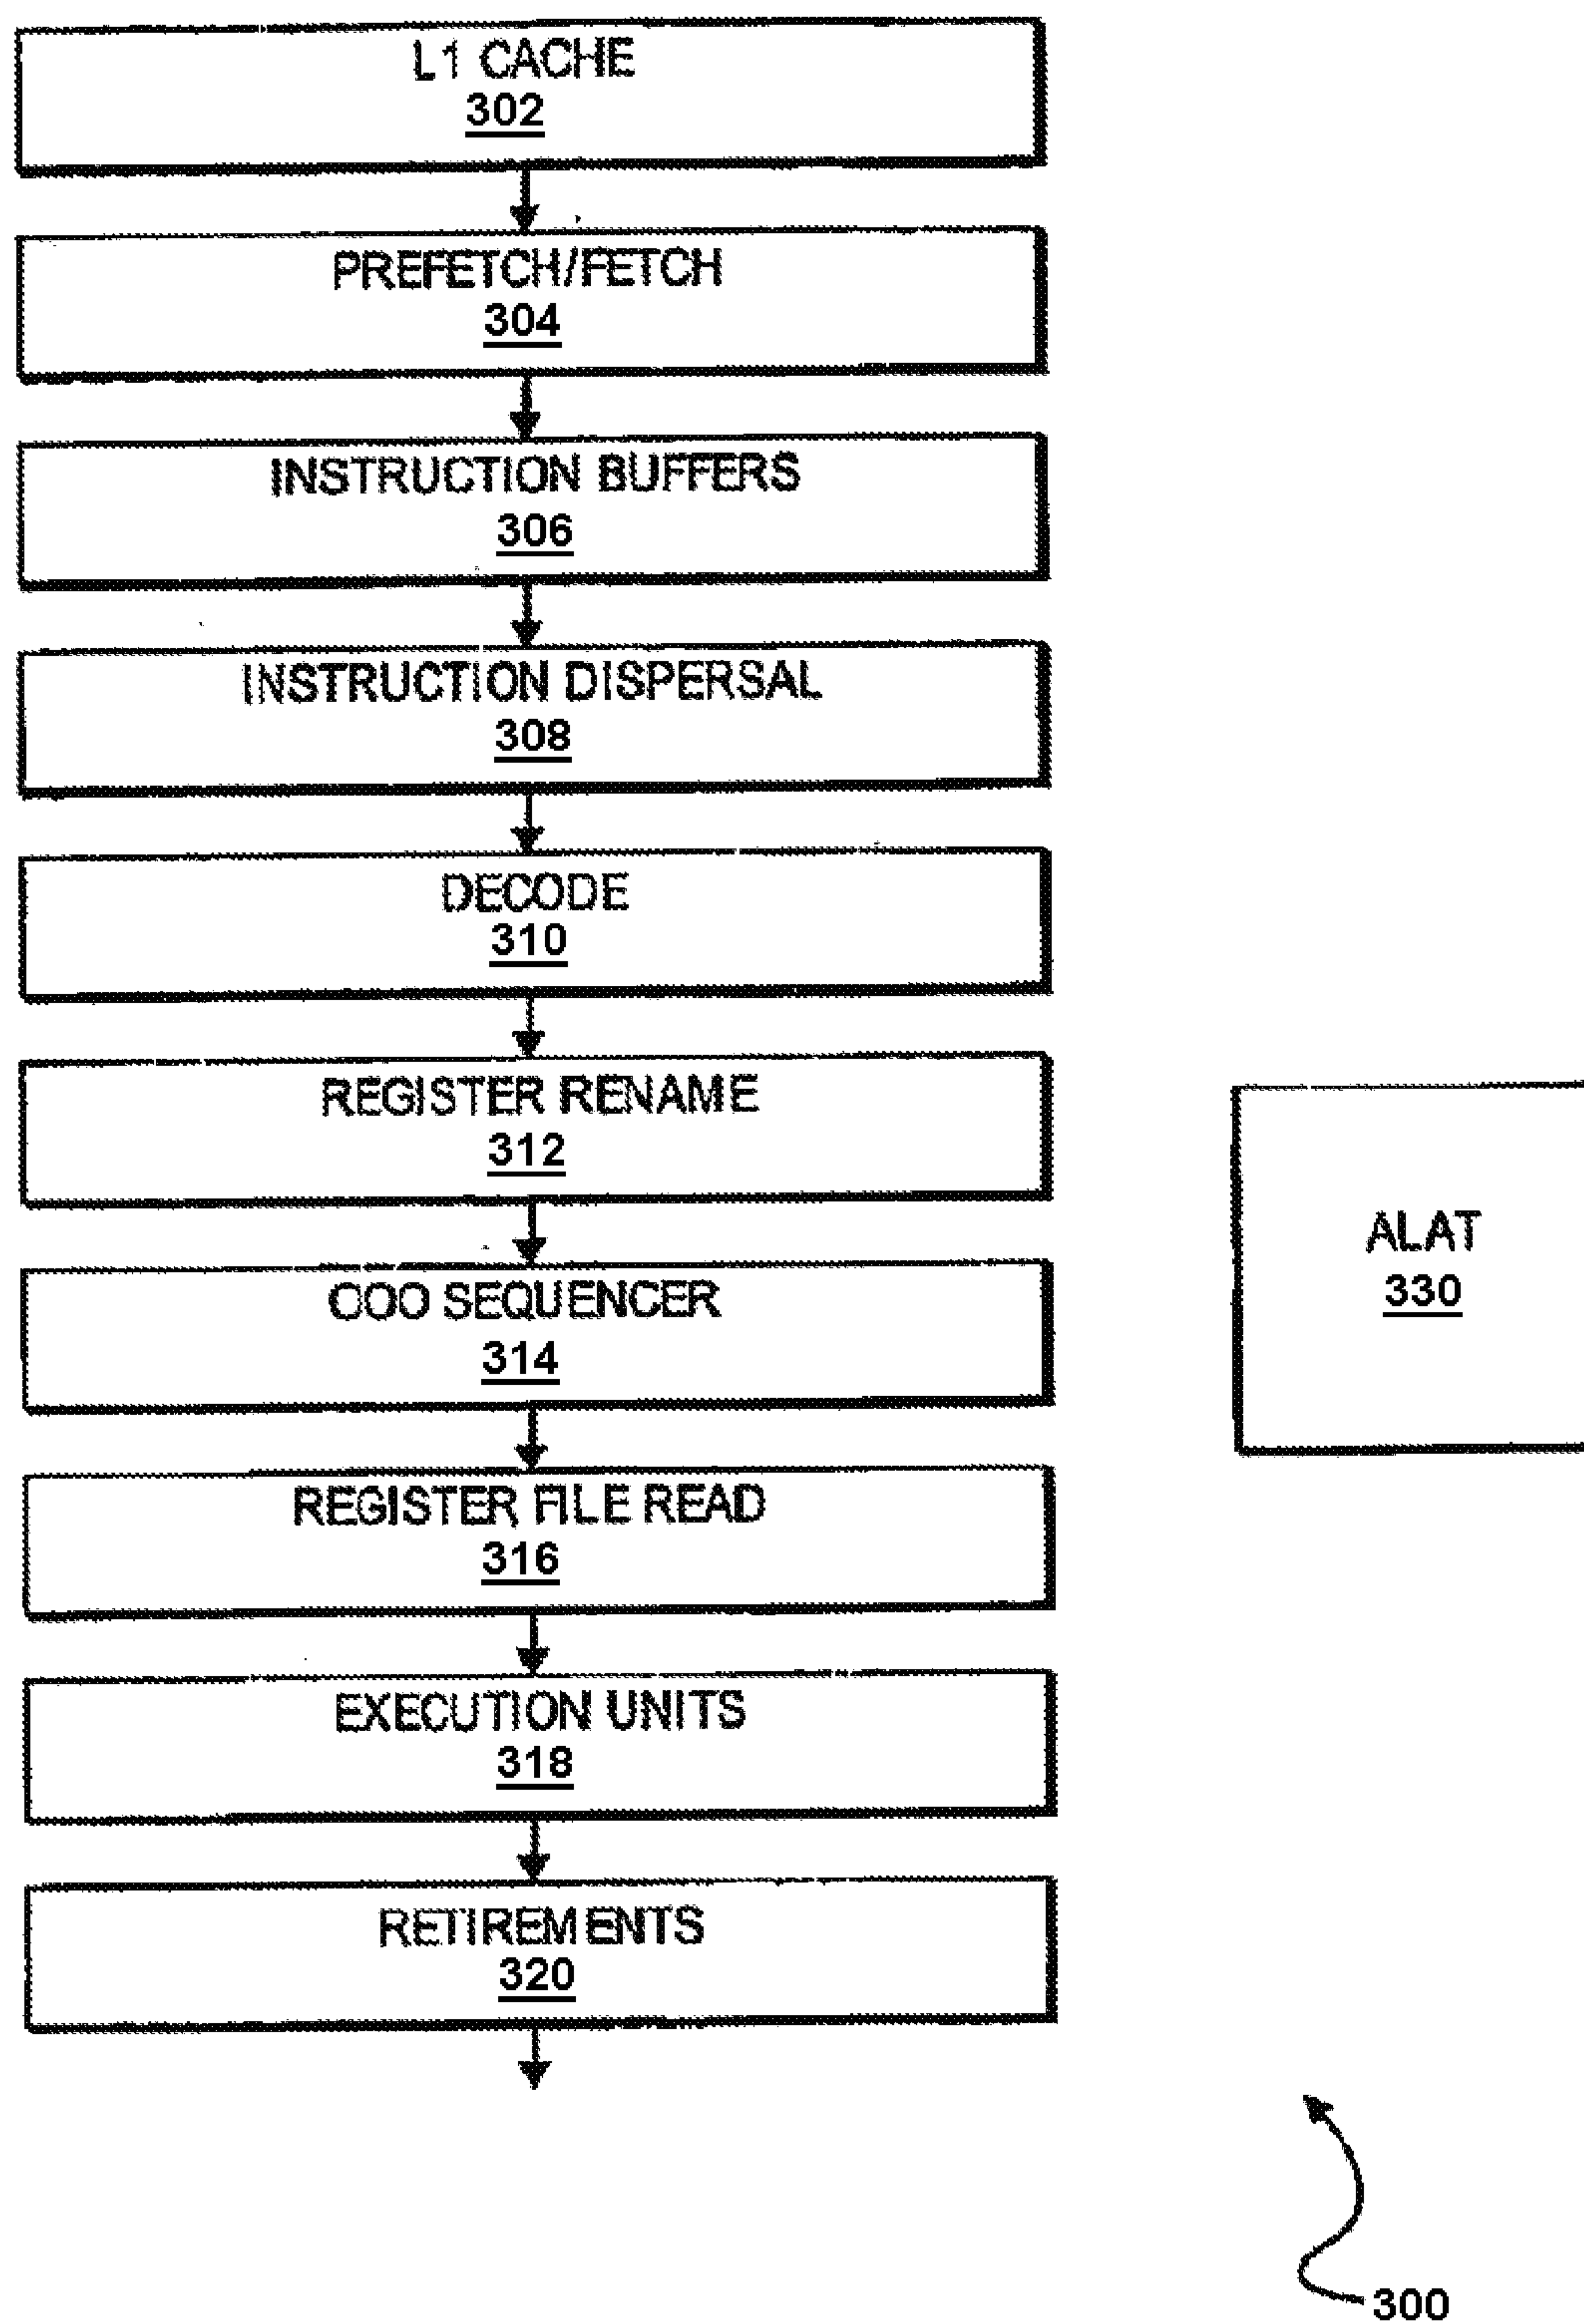 L1 CACHE
302
PREFETCH/FETCH
304
INSTRUCTION BUFFERS
306
INSTRUCTION DISPERSAL
308
DECODE
310
REGISTER RENAME
312
OOO SEQUENCER
314
REGISTER FILE READ
316
EXECUTION UNITS
318
RETIREMENTS
320
ALAT
330
300